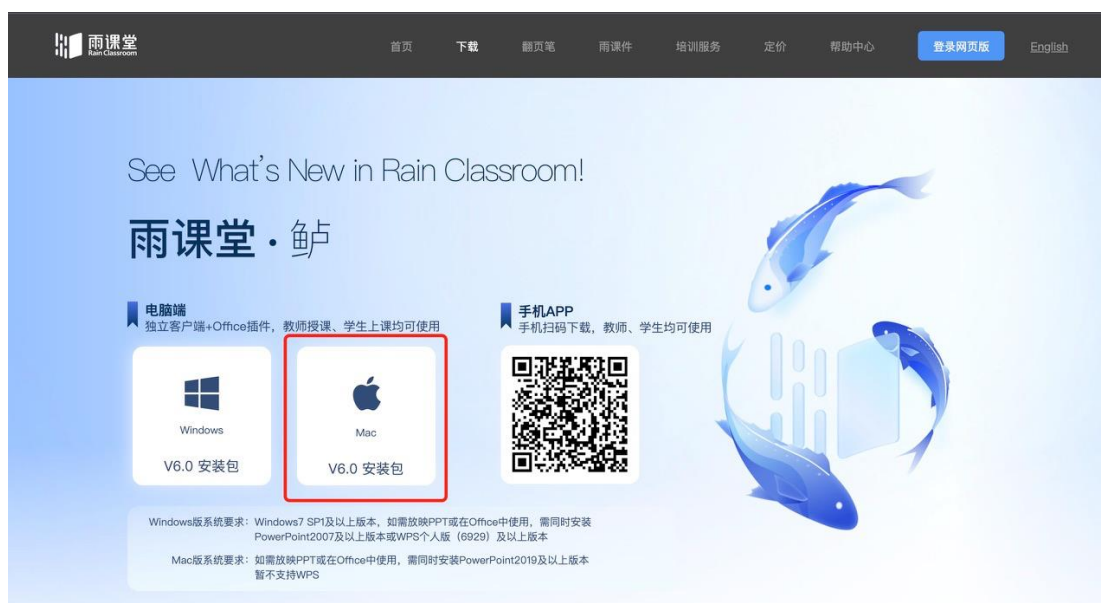 雨课堂
Rain Classroom
首页 下载 翻页笔 雨课件 培训服务 定价 帮助中心 登录网页版 English
See What's New in Rain Classroom!
雨课堂·鲈
电脑端
独立客户端+Office插件，教师授课、学生上课均可使用
手机APP
手机扫码下载，教师、学生均可使用
Windows
V6.0 安装包
Mac
V6.0 安装包
Windows版系统要求：Windows7 SP1及以上版本，如需放映PPT或在Office中使用，需同时安装
PowerPoint2007及以上版本或WPS个人版（6929）及以上版本
Mac版系统要求：如需放映PPT或在Office中使用，需同时安装PowerPoint2019及以上版本
暂不支持WPS